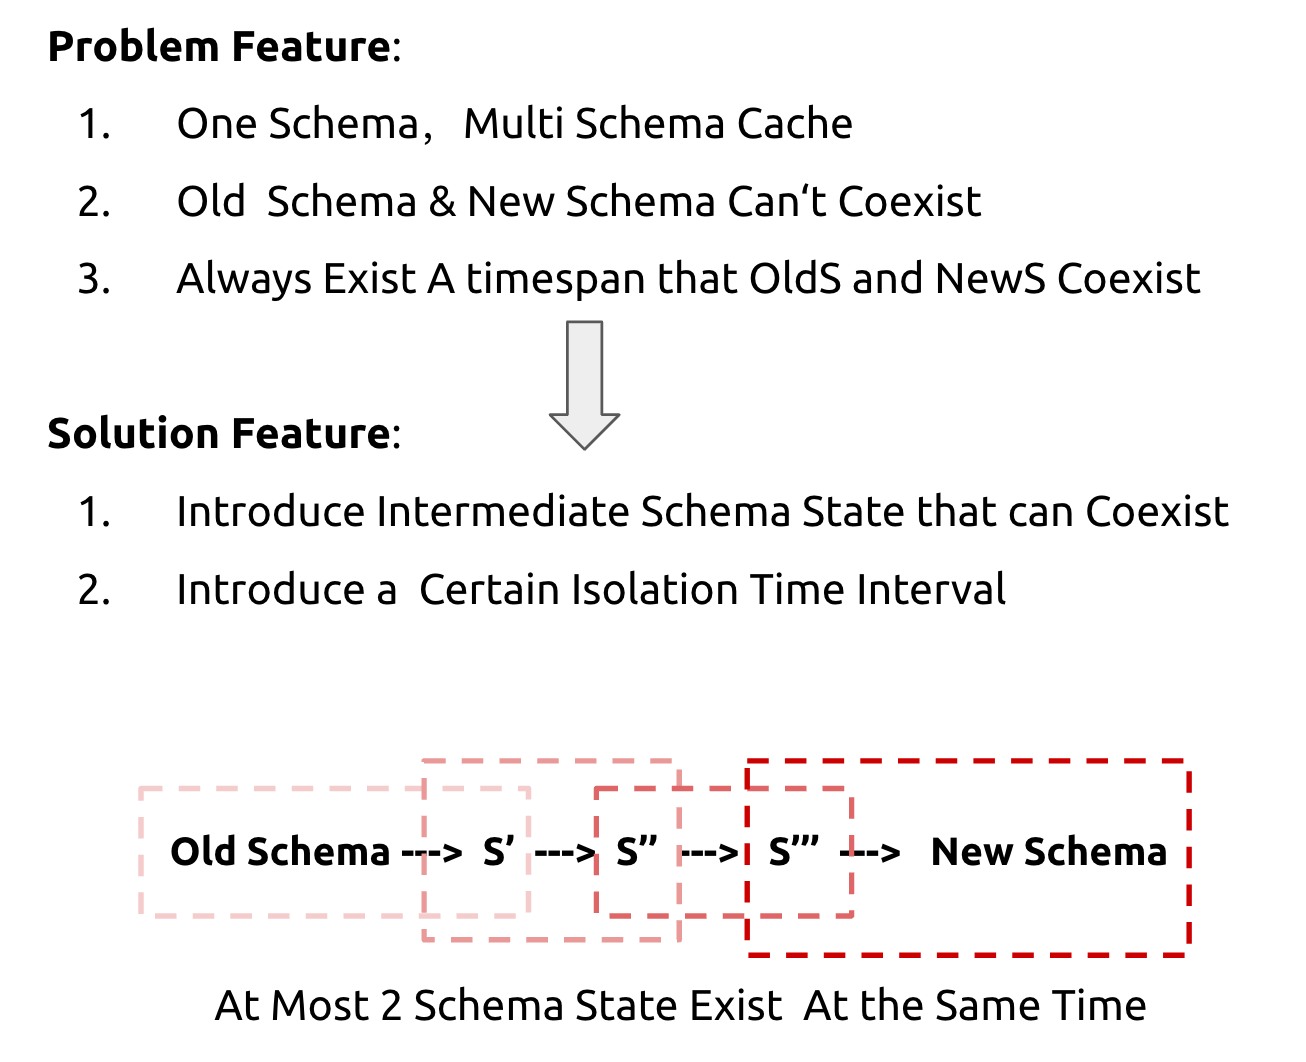 Problem Feature:
1. One Schema， Multi Schema Cache
2. Old Schema & New Schema Can‘t Coexist
3. Always Exist A timespan that OldS and NewS Coexist
Solution Feature:
1. Introduce Intermediate Schema State that can Coexist
2. Introduce a Certain Isolation Time Interval
Old Schema ---> S’ ---> S’’ ---> S’’’ ---> New Schema
At Most 2 Schema State Exist At the Same Time